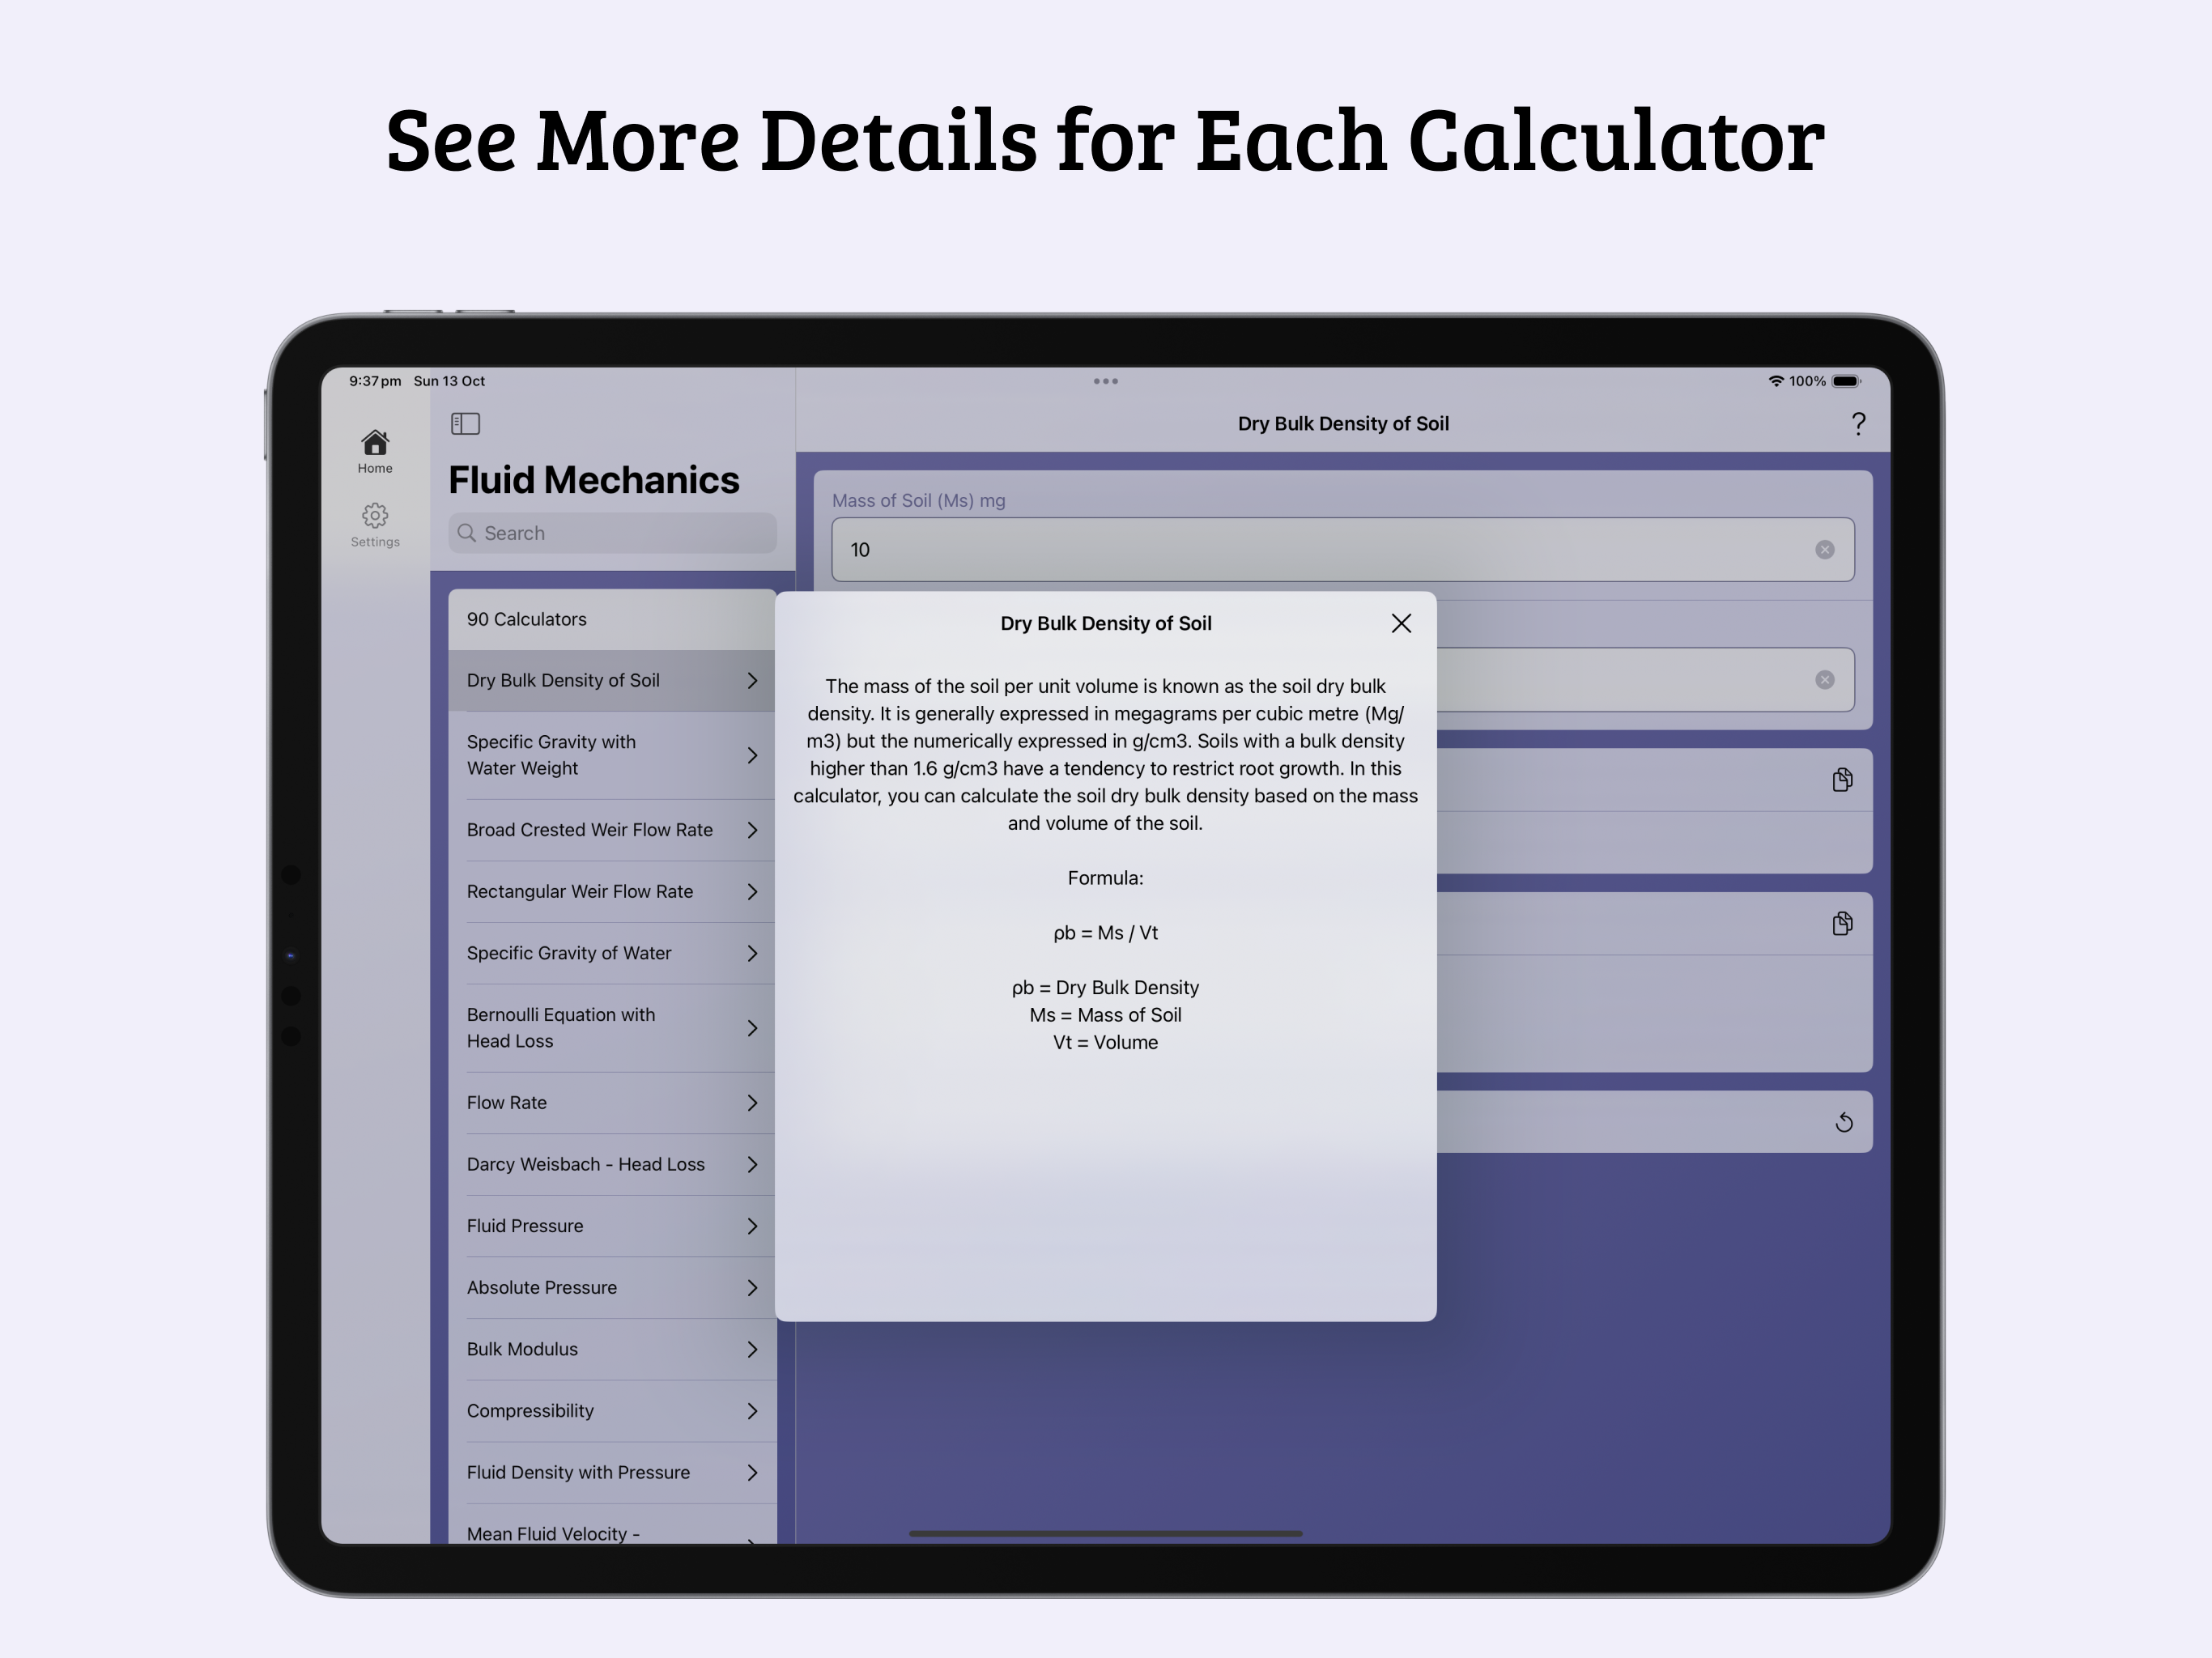 See More Details for Each Calculator
9:37 pm Sun 13 Oct
100%
Home
Settings
Fluid Mechanics
Search
90 Calculators
Dry Bulk Density of Soil
Specific Gravity with
Water Weight
Broad Crested Weir Flow Rate
Rectangular Weir Flow Rate
Specific Gravity of Water
Bernoulli Equation with
Head Loss
Flow Rate
Darcy Weisbach - Head Loss
Fluid Pressure
Absolute Pressure
Bulk Modulus
Compressibility
Fluid Density with Pressure
Mean Fluid Velocity -
Dry Bulk Density of Soil
?
Mass of Soil (Ms) mg
10
Dry Bulk Density of Soil
The mass of the soil per unit volume is known as the soil dry bulk
density. It is generally expressed in megagrams per cubic metre (Mg/
m3) but the numerically expressed in g/cm3. Soils with a bulk density
higher than 1.6 g/cm3 have a tendency to restrict root growth. In this
calculator, you can calculate the soil dry bulk density based on the mass
and volume of the soil.
Formula:
ρb = Ms / Vt
ρb = Dry Bulk Density
Ms = Mass of Soil
Vt = Volume